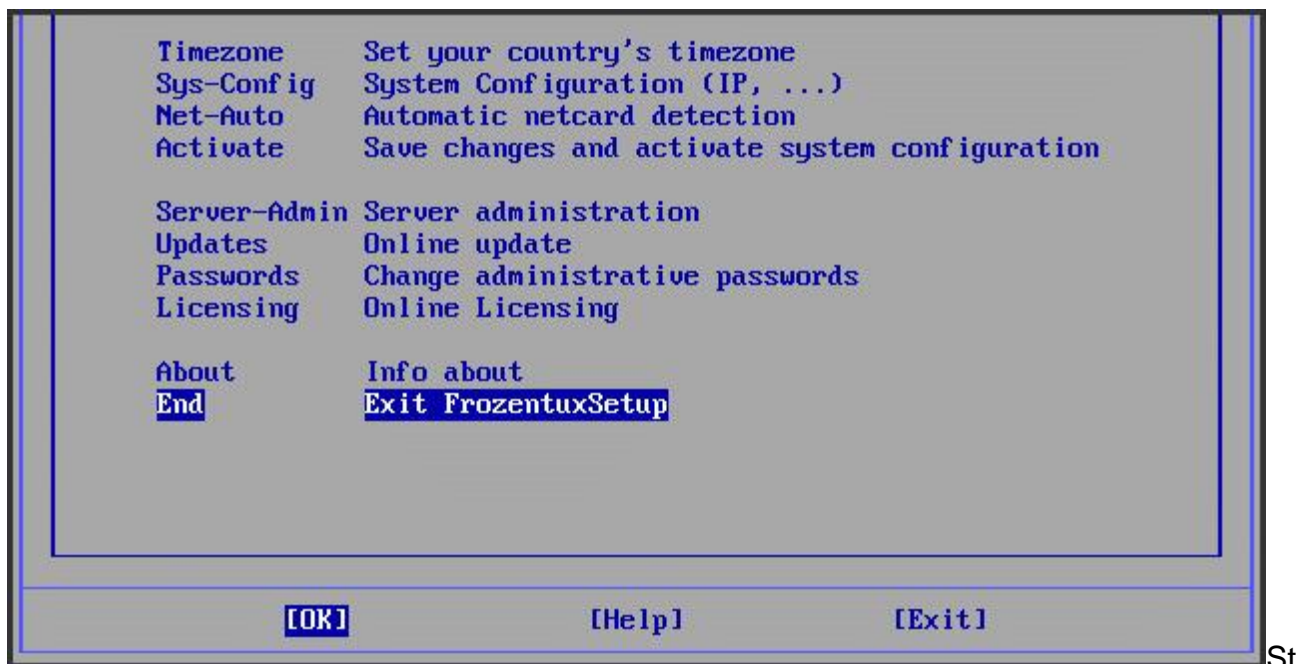 Timezone Set your country's timezone
Sys-Config System Configuration (IP, ...)
Net-Auto Automatic netcard detection
Activate Save changes and activate system configuration
Server-Admin Server administration
Updates Online update
Passwords Change administrative passwords
Licensing Online Licensing
About Info about
End Exit FrozentuxSetup
[OK] [Help] [Exit]
St